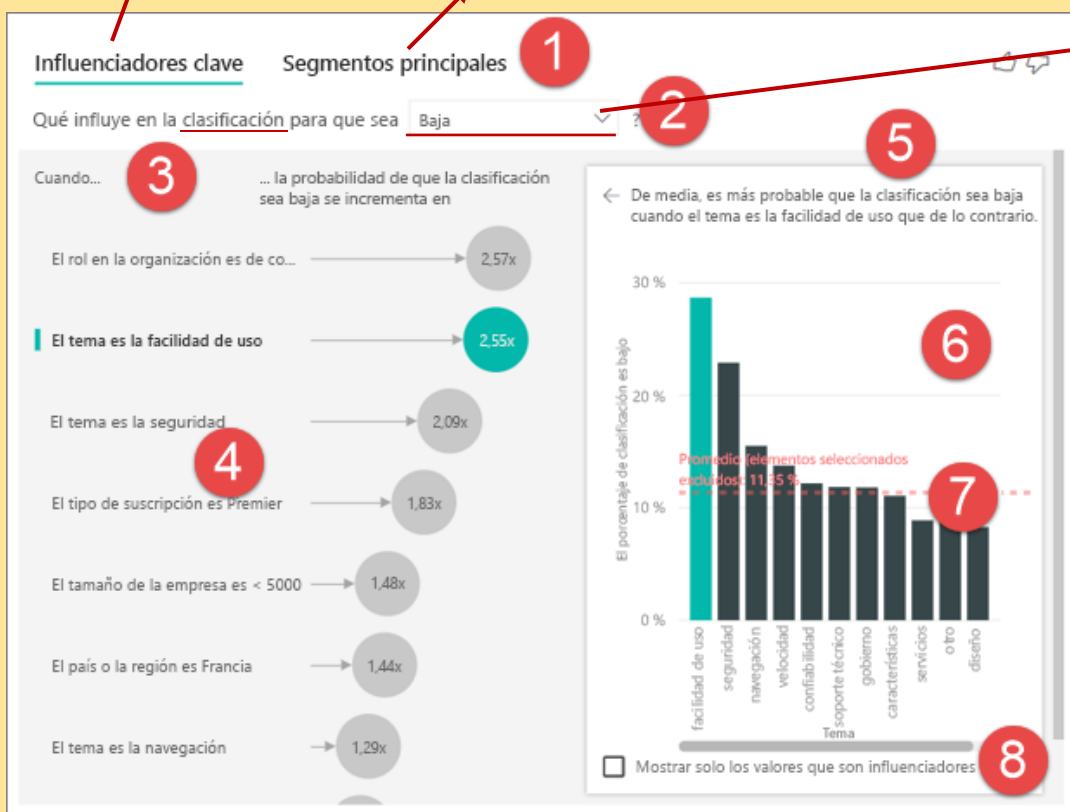 Influenciadores clave Segmentos principales 1
Qué influye en la clasificación para que sea Baja ? 2
3
5
Cuando...
... la probabilidad de que la clasificación
sea baja se incrementa en
El rol en la organización es de co... 2,57x
El tema es la facilidad de uso 2,55x
El tema es la seguridad 2,09x
4
El tipo de suscripción es Premier 1,83x
El tamaño de la empresa es < 5000 1,48x
El país o la región es Francia 1,44x
El tema es la navegación 1,29x
De media, es más probable que la clasificación sea baja
cuando el tema es la facilidad de uso que de lo contrario.
El porcentaje de clasificación es bajo
30 %
6
20 %
Promedio (elementos seleccionados
excluidos): 11,35 %
7
10 %
0 %
facilidad de uso
seguridad
navegación
velocidad
confiabilidad
soporte técnico
gobierno
características
servicios
otro
diseño
Tema
Mostrar solo los valores que son influenciadores 8